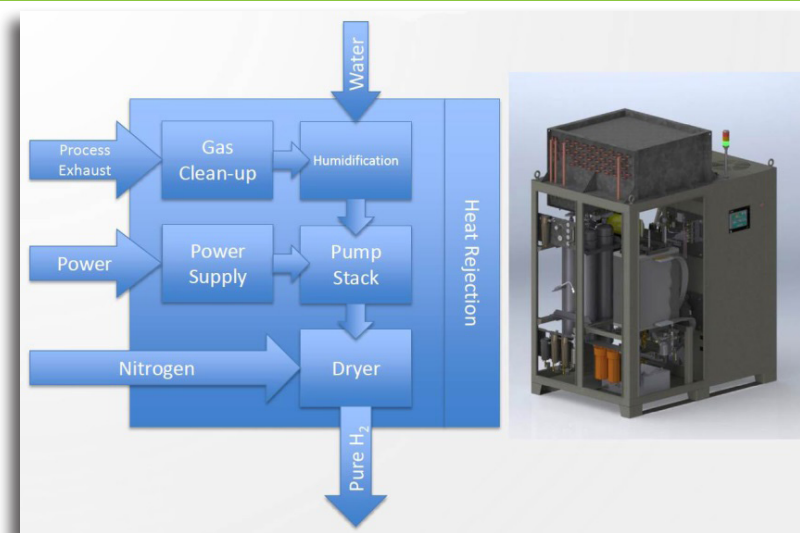 Water
Process
Exhaust
Gas
Clean-up
Humidification
Power
Power
Supply
Pump
Stack
Heat Rejection
Nitrogen
Dryer
Pure H₂